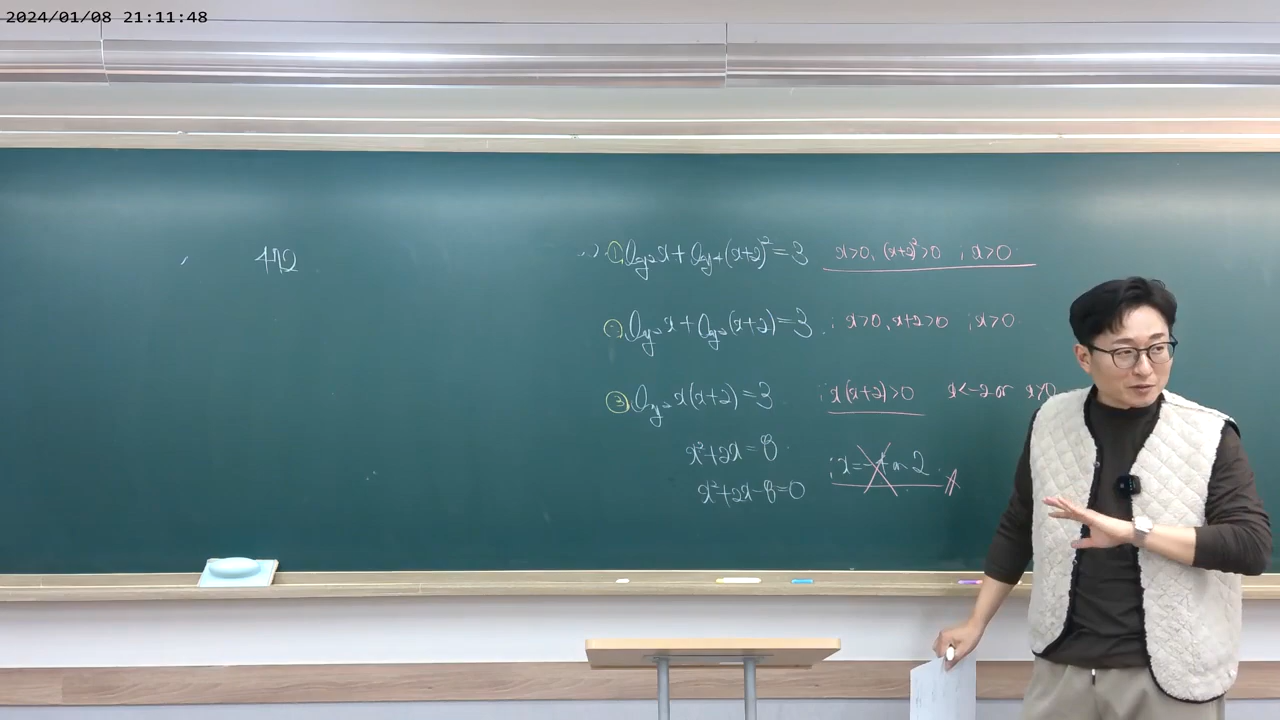 2024/01/08 21:11:48
472
① log₂x + log₄(x+2)² = 3 x>0, (x+2)²>0 ; x>0
② log₂x + log₂(x+2) = 3 ; x>0, x+2>0 ; x>0
③ log₂x(x+2) = 3 ; x(x+2)>0 x<-2 or x>0
x²+2x = 8
; x = -4 or 2
x²+2x-8=0